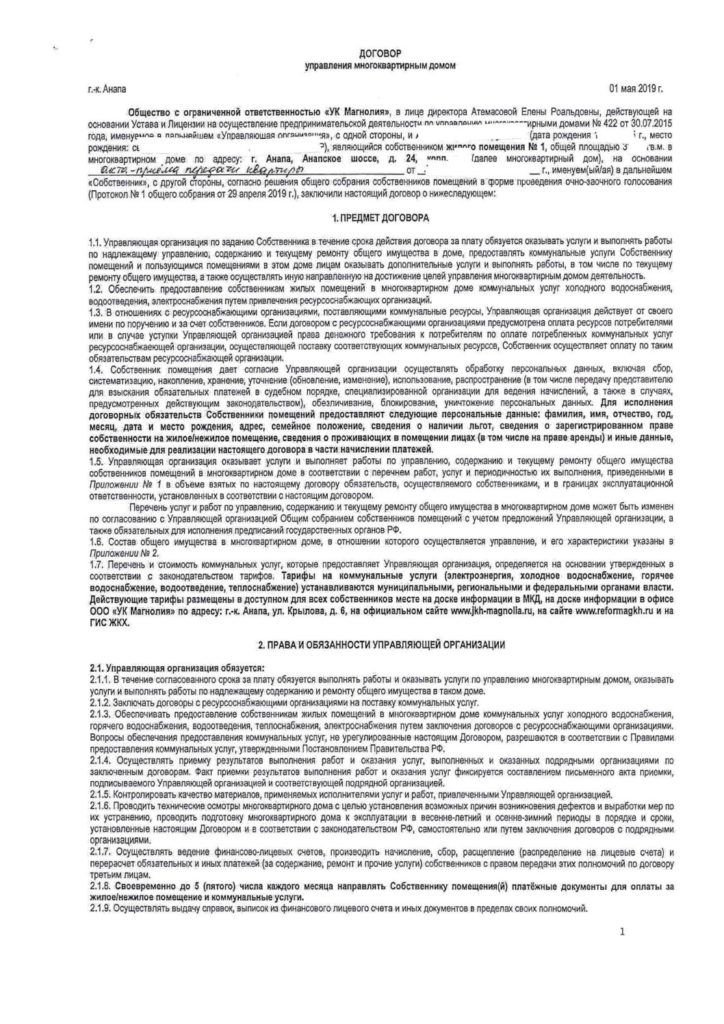 ДОГОВОР
управления многоквартирным домом
г.-к. Анапа 01 мая 2019 г.
Общество с ограниченной ответственностью «УК Магнолия», в лице директора Атемасовой Елены Роальдовны, действующей на
основании Устава и Лицензии на осуществление предпринимательской деятельности по управлению многоквартирными домами № 422 от 30.07.2015
года, именуемое в дальнейшем «Управляющая организация», с одной стороны, и (дата рождения г., место
рождения: являющийся собственником жилого помещения № 1, общей площадью 3 кв.м. в
многоквартирном доме по адресу: г. Анапа, Анапское шоссе, д. 24, корп. (далее многоквартирный дом), на основании
акта-приема передачи квартиры от г., именуем(ый/ая) в дальнейшем
«Собственник», с другой стороны, согласно решения общего собрания собственников помещений в форме проведения очно-заочного голосования
(Протокол № 1 общего собрания от 29 апреля 2019 г.), заключили настоящий договор о нижеследующем:
1. ПРЕДМЕТ ДОГОВОРА
1.1. Управляющая организация по заданию Собственника в течение срока действия договора за плату обязуется оказывать услуги и выполнять работы
по надлежащему управлению, содержанию и текущему ремонту общего имущества в доме, предоставлять коммунальные услуги Собственнику
помещений и пользующимся помещениями в этом доме лицам оказывать дополнительные услуги и выполнять работы, в том числе по текущему
ремонту общего имущества, а также осуществлять иную направленную на достижение целей управления многоквартирным домом деятельность.
1.2. Обеспечить предоставление собственникам жилых помещений в многоквартирном доме коммунальных услуг холодного водоснабжения,
водоотведения, электроснабжения путем привлечения ресурсоснабжающих организаций.
1.3. В отношениях с ресурсоснабжающими организациями, поставляющими коммунальные ресурсы, Управляющая организация действует от своего
имени по поручению и за счет собственников. Если договором с ресурсоснабжающими организациями предусмотрена оплата ресурсов потребителями
или в случае уступки Управляющей организацией права денежного требования к потребителям по оплате потребленных коммунальных услуг
ресурсоснабжающей организации, осуществляющей поставку соответствующих коммунальных ресурсов, Собственник осуществляет оплату по таким
обязательствам ресурсоснабжающей организации.
1.4. Собственник помещения дает согласие Управляющей организации осуществлять обработку персональных данных, включая сбор,
систематизацию, накопление, хранение, уточнение (обновление, изменение), использование, распространение (в том числе передачу представителю
для взыскания обязательных платежей в судебном порядке, специализированной организации для ведения начислений, а также в случаях,
предусмотренных действующим законодательством), обезличивание, блокирование, уничтожение персональных данных. Для исполнения
договорных обязательств Собственники помещений предоставляют следующие персональные данные: фамилия, имя, отчество, год,
месяц, дата и место рождения, адрес, семейное положение, сведения о наличии льгот, сведения о зарегистрированном праве
собственности на жилое/нежилое помещение, сведения о проживающих в помещении лицах (в том числе на праве аренды) и иные данные,
необходимые для реализации настоящего договора в части начислении платежей.
1.5. Управляющая организация оказывает услуги и выполняет работы по управлению, содержанию и текущему ремонту общего имущества
собственников помещений в многоквартирном доме в соответствии с перечнем работ, услуг и периодичностью их выполнения, приведенными в
Приложении № 1 в объеме взятых по настоящему договору обязательств, осуществляемого собственниками, и в границах эксплуатационной
ответственности, установленных в соответствии с настоящим договором.
Перечень услуг и работ по управлению, содержанию и текущему ремонту общего имущества в многоквартирном доме может быть изменен
по согласованию с Управляющей организацией Общим собранием собственников помещений с учетом предложений Управляющей организации, а
также обязательных для исполнения предписаний государственных органов РФ.
1.6. Состав общего имущества в многоквартирном доме, в отношении которого осуществляется управление, и его характеристики указаны в
Приложении № 2.
1.7. Перечень и стоимость коммунальных услуг, которые предоставляет Управляющая организация, определяется на основании утвержденных в
соответствии с законодательством тарифов. Тарифы на коммунальные услуги (электроэнергия, холодное водоснабжение, горячее
водоснабжение, водоотведение, теплоснабжение) устанавливаются муниципальными, региональными и федеральными органами власти.
Действующие тарифы размещены в доступном для всех собственников месте на доске информации в МКД, на доске информации в офисе
ООО «УК Магнолия» по адресу: г.-к. Анапа, ул. Крылова, д. 6, на официальном сайте www.jkh-magnolia.ru, на сайте www.reformagkh.ru и на
ГИС ЖКХ.
2. ПРАВА И ОБЯЗАННОСТИ УПРАВЛЯЮЩЕЙ ОРГАНИЗАЦИИ
2.1. Управляющая организация обязуется:
2.1.1. В течение согласованного срока за плату обязуется выполнять работы и оказывать услуги по управлению многоквартирным домом, оказывать
услуги и выполнять работы по надлежащему содержанию и ремонту общего имущества в таком доме.
2.1.2. Заключать договоры с ресурсоснабжающими организациями на поставку коммунальных услуг.
2.1.3. Обеспечивать предоставление собственникам жилых помещений в многоквартирном доме коммунальных услуг холодного водоснабжения,
горячего водоснабжения, водоотведения, теплоснабжения, электроснабжения путем заключения договоров с ресурсоснабжающими организациями.
Вопросы обеспечения предоставления коммунальных услуг, не урегулированные настоящим Договором, разрешаются в соответствии с Правилами
предоставления коммунальных услуг, утвержденными Постановлением Правительства РФ.
2.1.4. Осуществлять приемку результатов выполнения работ и оказания услуг, выполненных и оказанных подрядными организациями по
заключенным договорам. Факт приемки результатов выполнения работ и оказания услуг фиксируется составлением письменного акта приемки,
подписываемого Управляющей организацией и соответствующей подрядной организацией.
2.1.5. Контролировать качество материалов, применяемых исполнителями услуг и работ, привлеченными Управляющей организацией.
2.1.6. Проводить технические осмотры многоквартирного дома с целью установления возможных причин возникновения дефектов и выработки мер по
их устранению, проводить подготовку многоквартирного дома к эксплуатации в весенне-летний и осенне-зимний периоды в порядке и сроки,
установленные настоящим Договором и в соответствии с законодательством РФ, самостоятельно или путем заключения договоров с подрядными
организациями.
2.1.7. Осуществлять ведение финансово-лицевых счетов, производить начисление, сбор, расщепление (распределение на лицевые счета) и
перерасчет обязательных и иных платежей (за содержание, ремонт и прочие услуги) собственников с правом передачи этих полномочий по договору
третьим лицам.
2.1.8. Своевременно до 5 (пятого) числа каждого месяца направлять Собственнику помещения(й) платёжные документы для оплаты за
жилое/нежилое помещение и коммунальные услуги.
2.1.9. Осуществлять выдачу справок, выписок из финансового лицевого счета и иных документов в пределах своих полномочий.
1